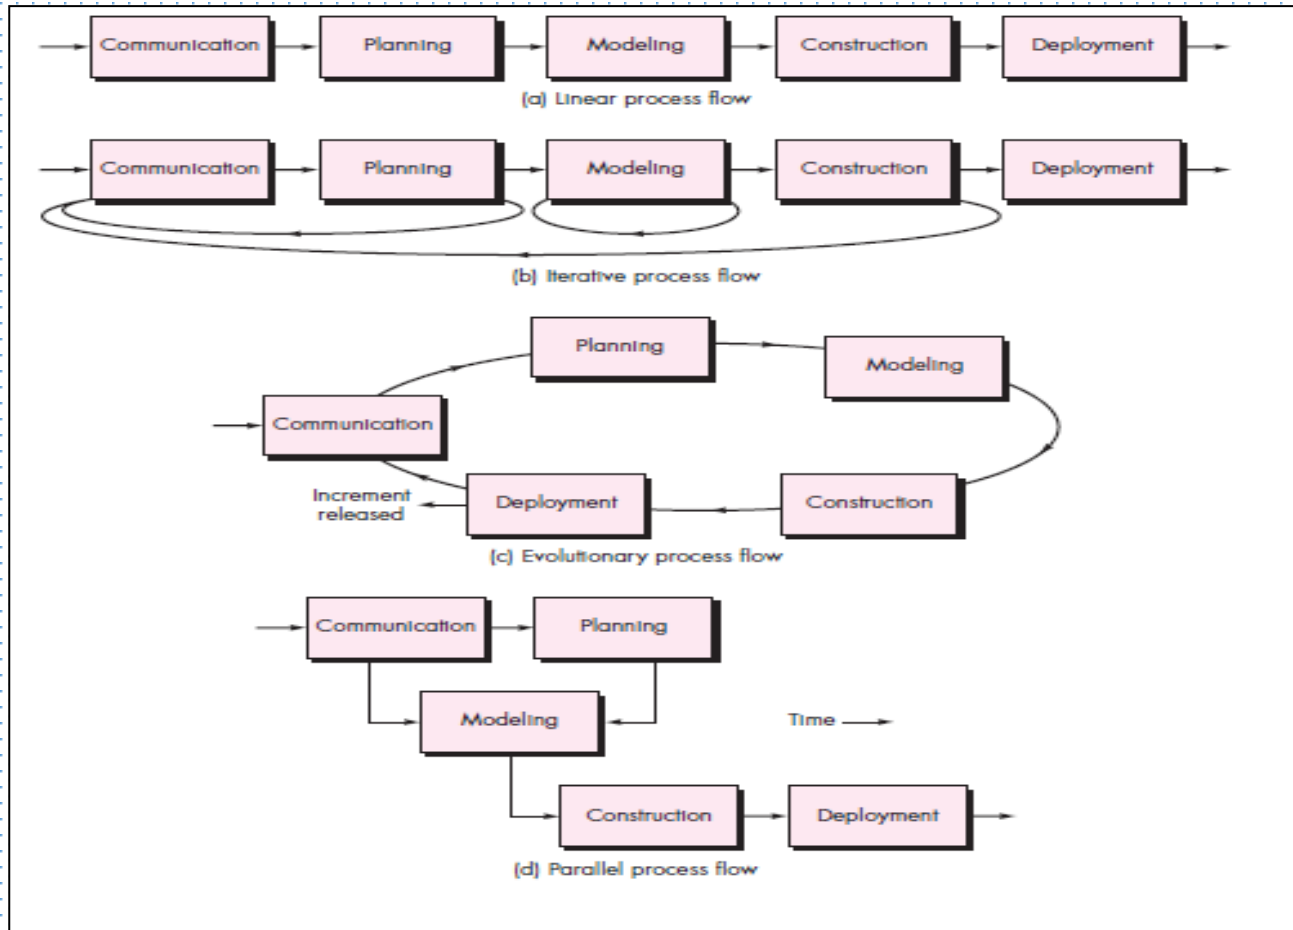 Communication Planning Modeling Construction Deployment
(a) Linear process flow
Communication Planning Modeling Construction Deployment
(b) Iterative process flow
Planning
Modeling
Communication
Increment
released
Deployment
Construction
(c) Evolutionary process flow
Communication Planning
Modeling
Time
Construction Deployment
(d) Parallel process flow